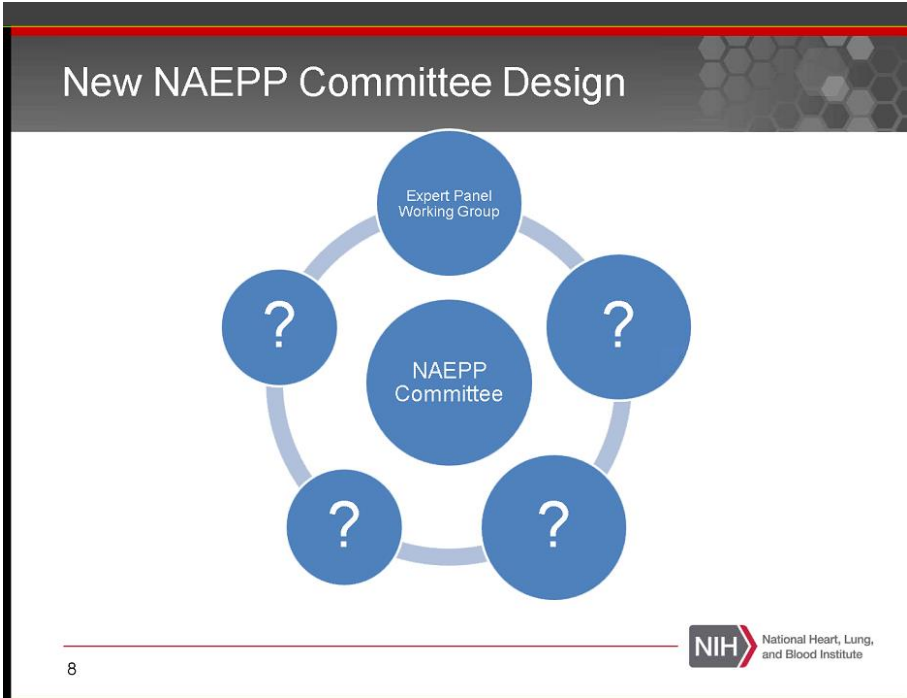 New NAEPP Committee Design
Expert Panel
Working Group
?
?
NAEPP
Committee
?
?
8
NIH
National Heart, Lung,
and Blood Institute